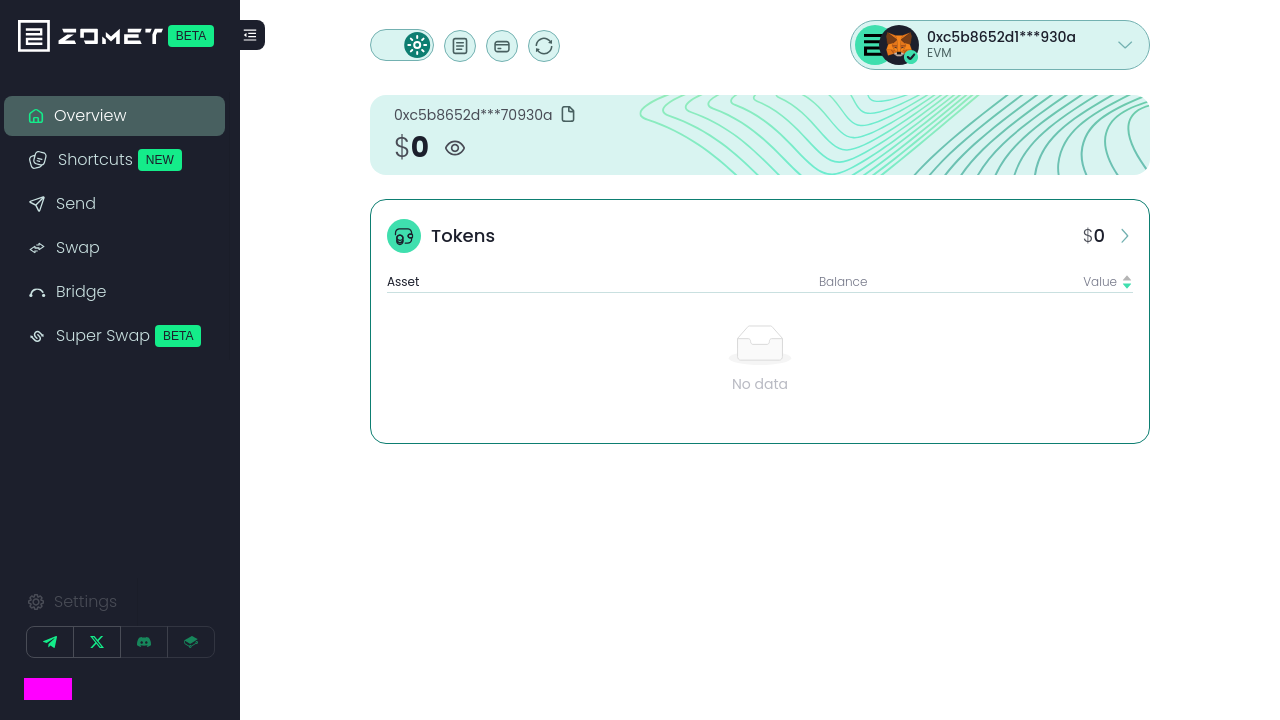 ZOMET BETA
Overview
Shortcuts NEW
Send
Swap
Bridge
Super Swap BETA
Settings
0xc5b8652d1***930a
EVM
0xc5b8652d***70930a
$0
Tokens
$0
Asset Balance Value
No data